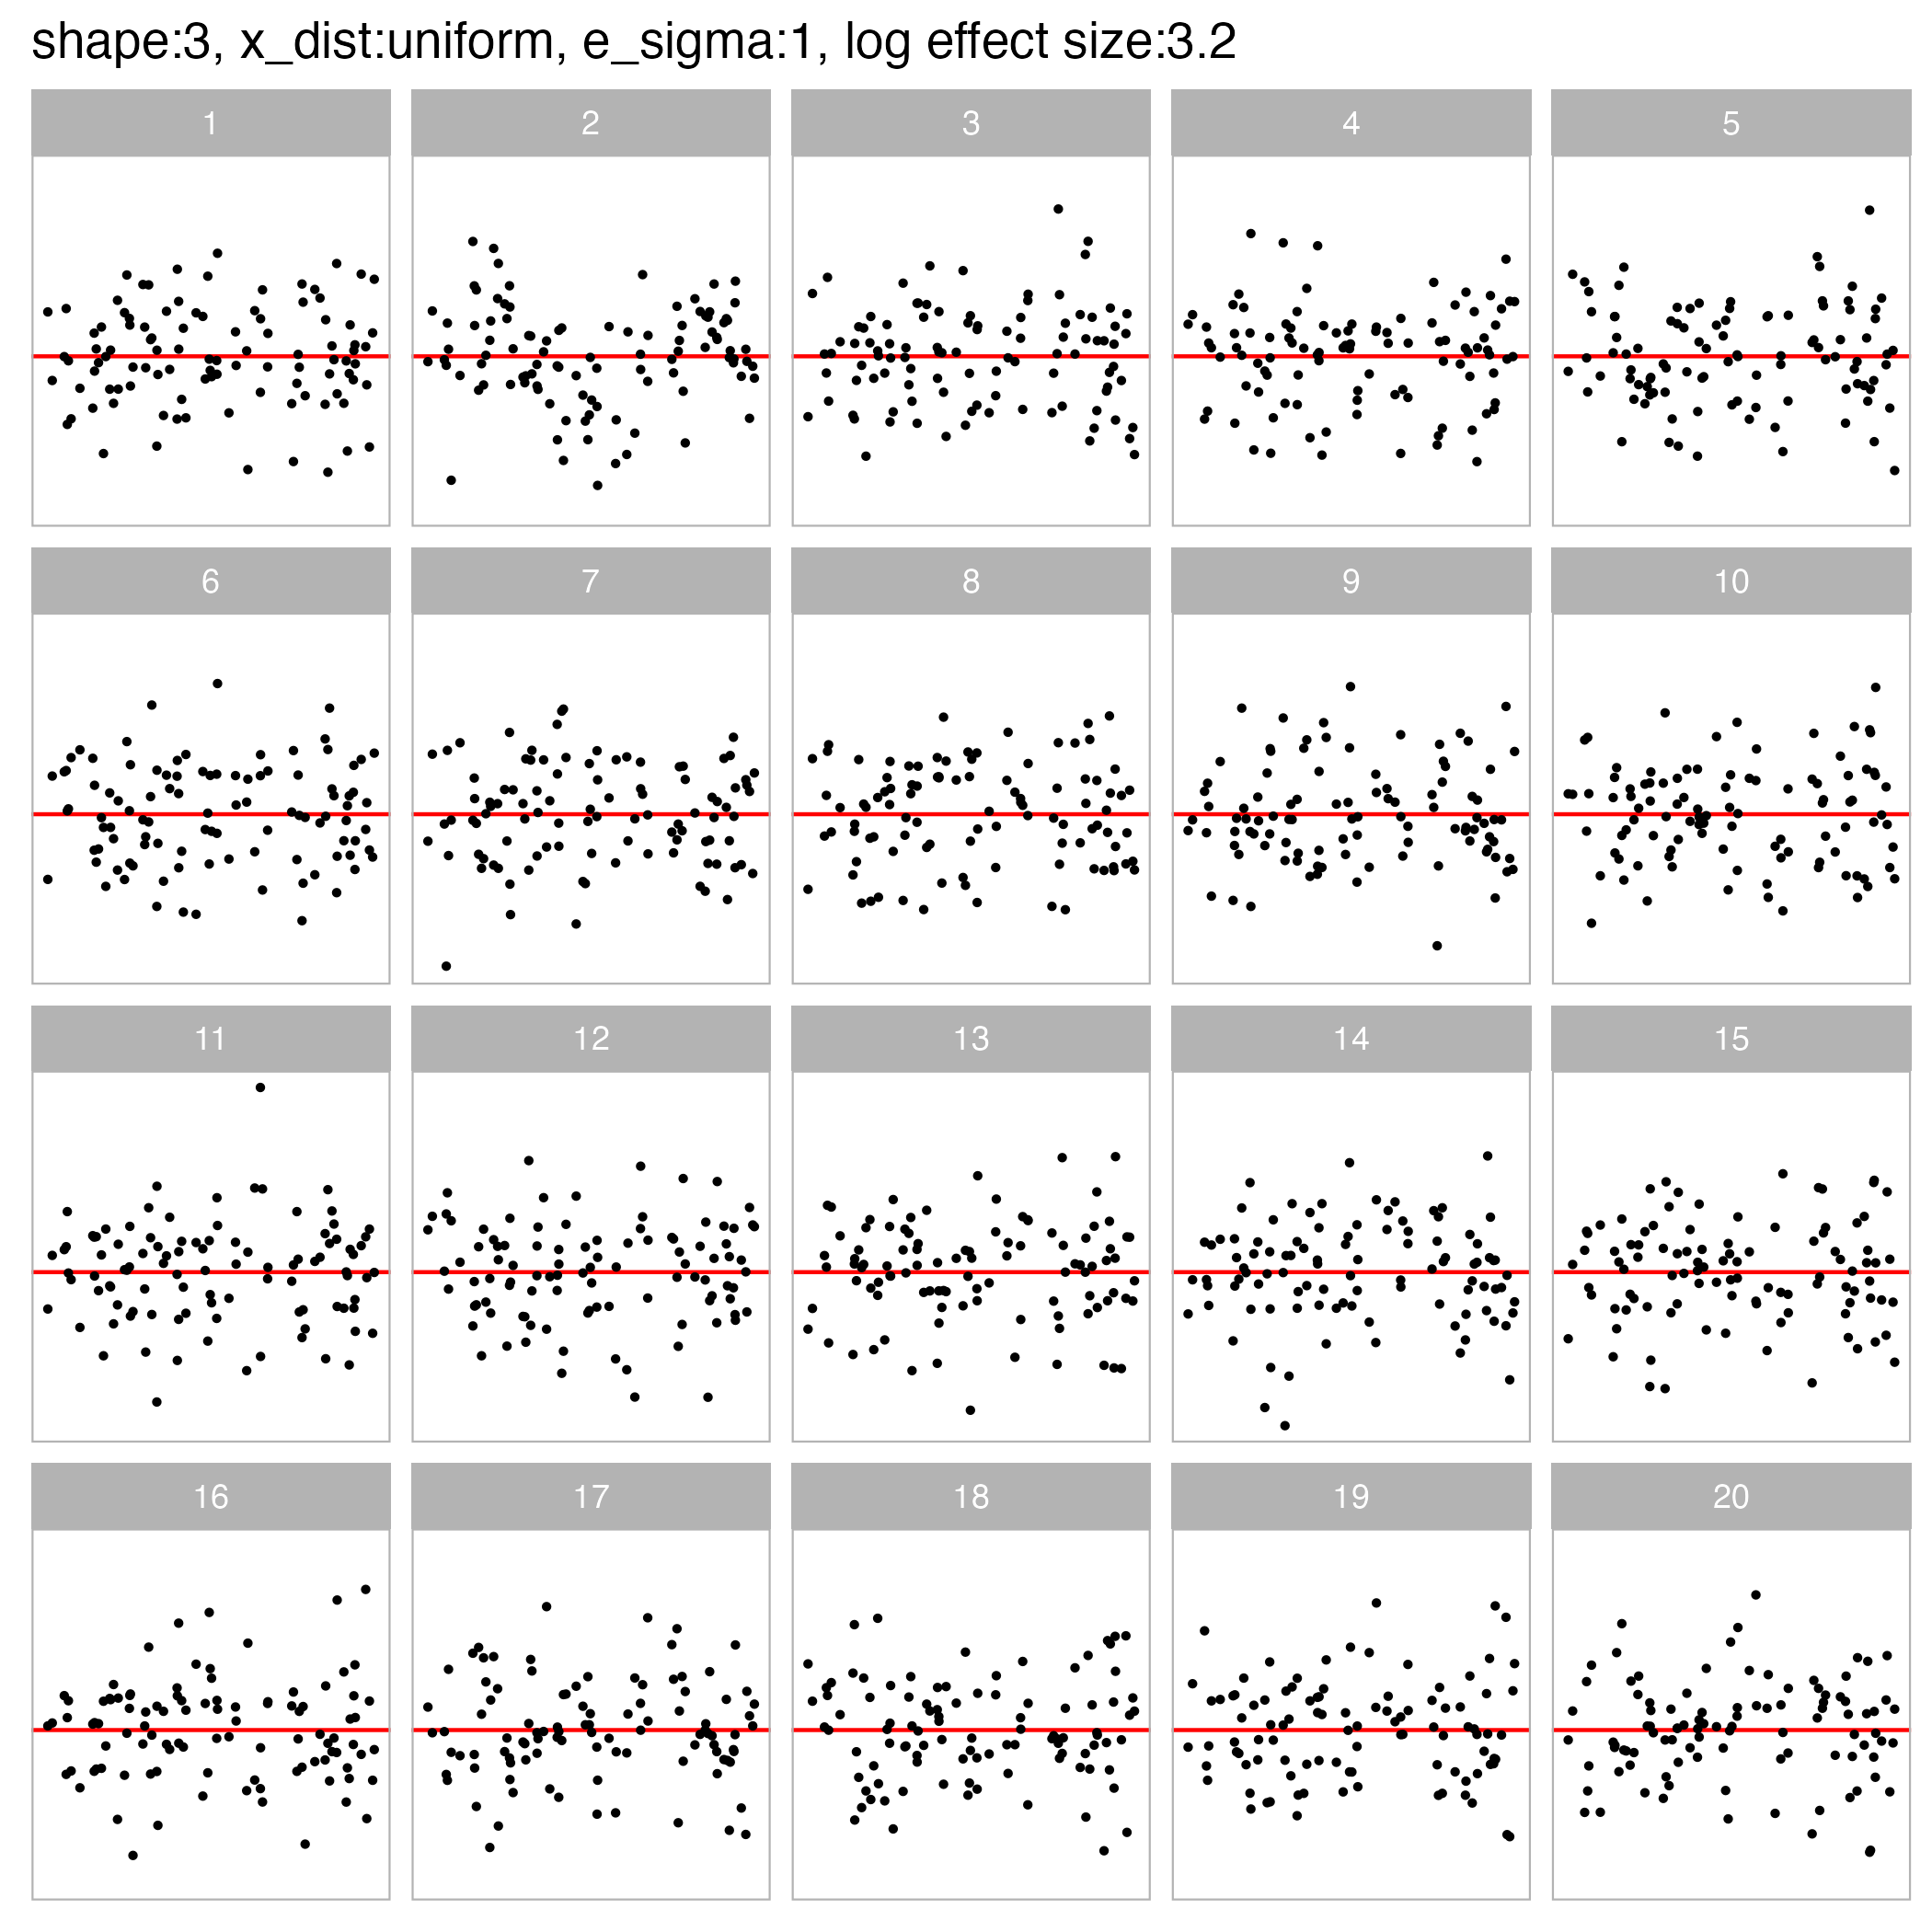 shape:3, x_dist:uniform, e_sigma:1, log effect size:3.2
1 2 3 4 5
6 7 8 9 10
11 12 13 14 15
16 17 18 19 20